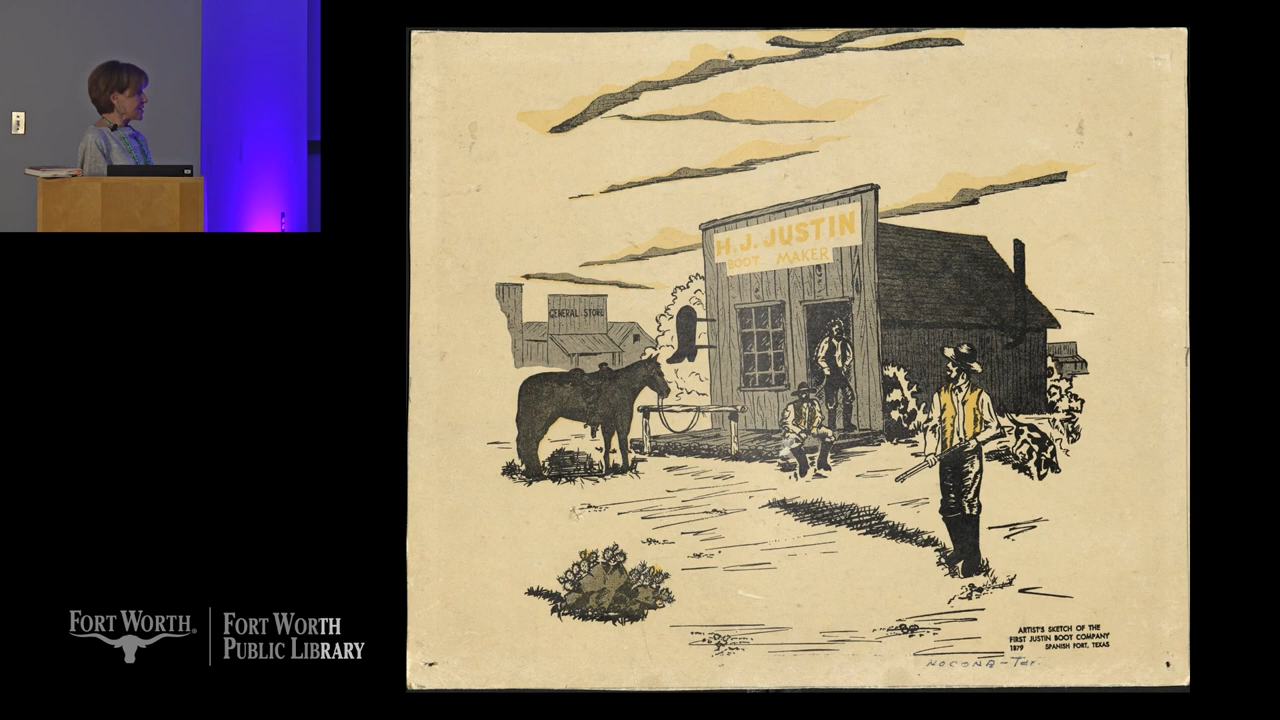 H.J. JUSTIN
BOOT MAKER
GENERAL STORE
ARTIST'S SKETCH OF THE
FIRST JUSTIN BOOT COMPANY
1879 SPANISH FORT, TEXAS
NOCONA - Tex.
FORT WORTH®
FORT WORTH
PUBLIC LIBRARY